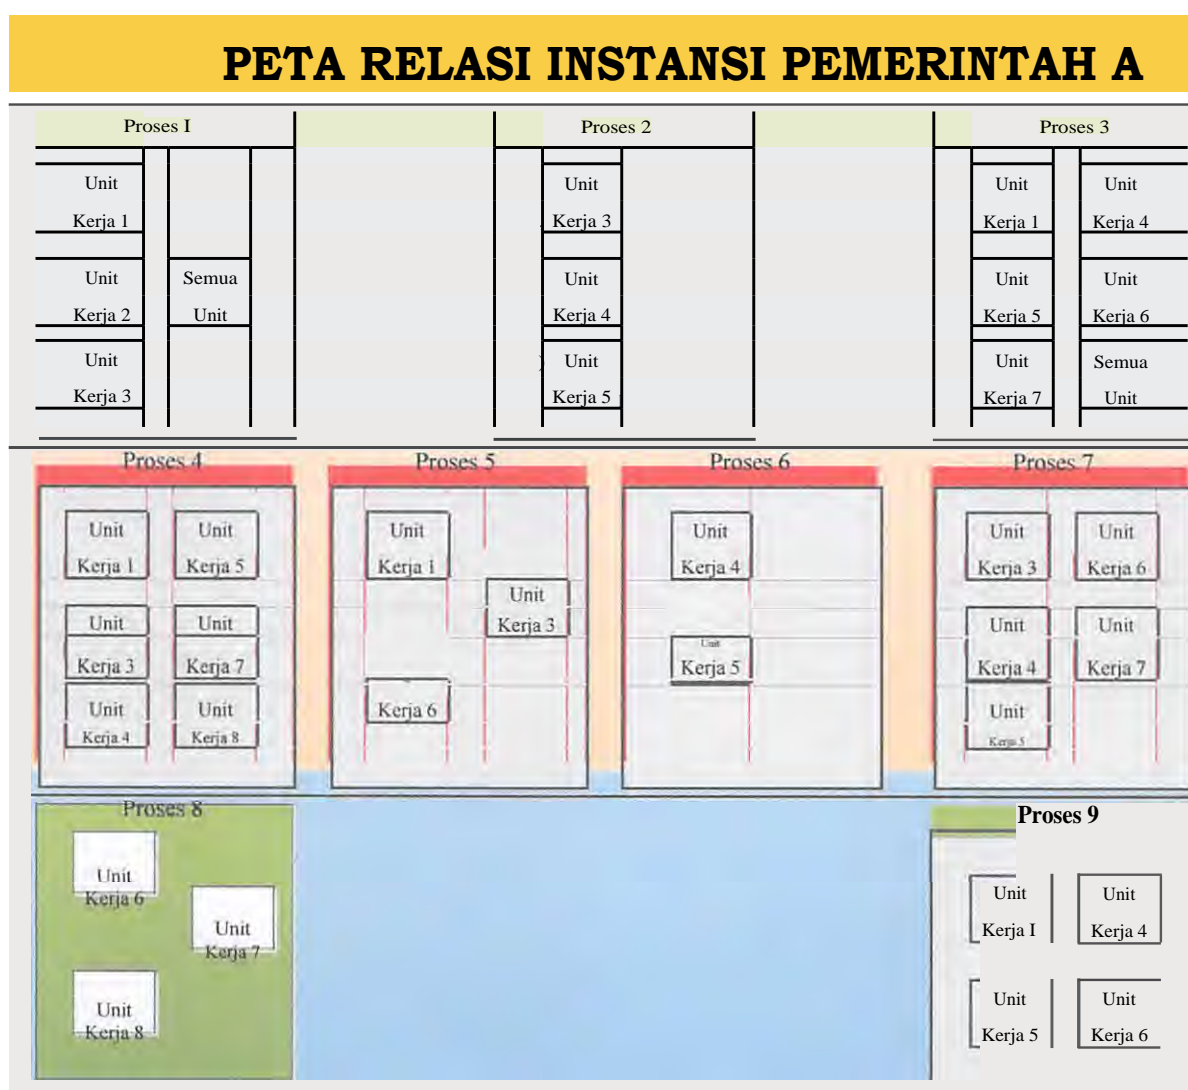 PETA RELASI INSTANSI PEMERINTAH A
Proses I
Unit
Kerja 1
Unit
Kerja 2
Semua
Unit
Unit
Kerja 3
Proses 2
Unit
Kerja 3
Unit
Kerja 4
Unit
Kerja 5
Proses 3
Unit
Kerja 1
Unit
Kerja 4
Unit
Kerja 5
Unit
Kerja 6
Unit
Kerja 7
Semua
Unit
Proses 4
Unit
Kerja 1
Unit
Kerja 5
Unit
Kerja 3
Unit
Kerja 7
Unit
Kerja 4
Unit
Kerja 8
Proses 5
Unit
Kerja 1
Unit
Kerja 3
Kerja 6
Proses 6
Unit
Kerja 4
Unit
Kerja 5
Proses 7
Unit
Kerja 3
Unit
Kerja 6
Unit
Kerja 4
Unit
Kerja 7
Unit
Kerja 5
Proses 8
Unit
Kerja 6
Unit
Kerja 7
Unit
Kerja 8
Proses 9
Unit
Kerja I
Unit
Kerja 4
Unit
Kerja 5
Unit
Kerja 6